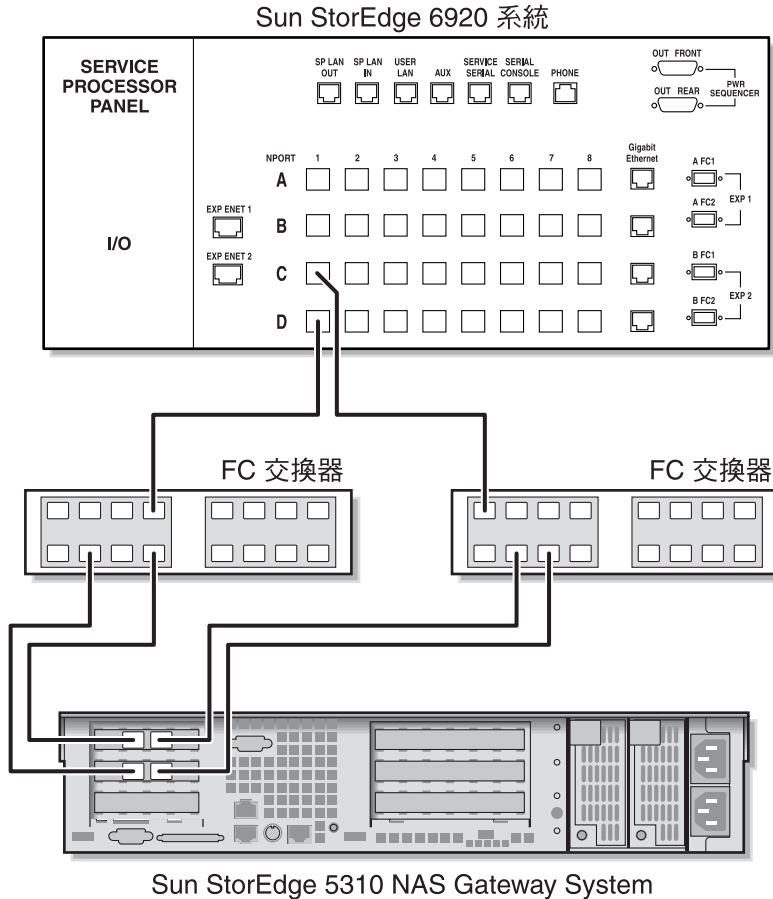 Sun StorEdge 6920 系統
SERVICE
PROCESSOR
PANEL
SP LAN
OUT
SP LAN
IN
USER
LAN
AUX
SERVICE
SERIAL
SERIAL
CONSOLE
PHONE
OUT FRONT
OUT REAR
PWR
SEQUENCER
NPORT 1 2 3 4 5 6 7 8
Gigabit
Ethernet
A
A FC1
A FC2
EXP 1
EXP ENET 1
B
I/O
EXP ENET 2
C
B FC1
B FC2
EXP 2
D
FC 交換器
FC 交換器
Sun StorEdge 5310 NAS Gateway System